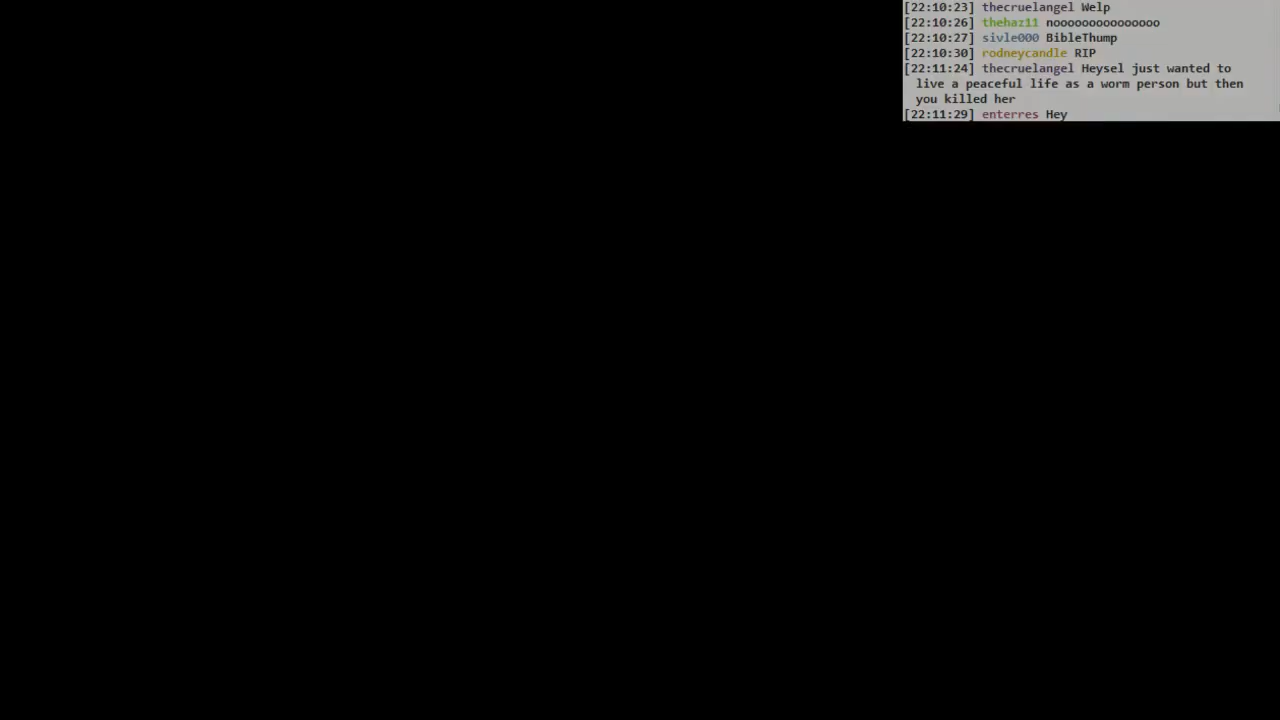 [22:10:23] thecruelangel Welp
[22:10:26] thehaz11 nooooooooooooooo
[22:10:27] sivle000 BibleThump
[22:10:30] rodneycandle RIP
[22:11:24] thecruelangel Heysel just wanted to
live a peaceful life as a worm person but then
you killed her
[22:11:29] enterres Hey